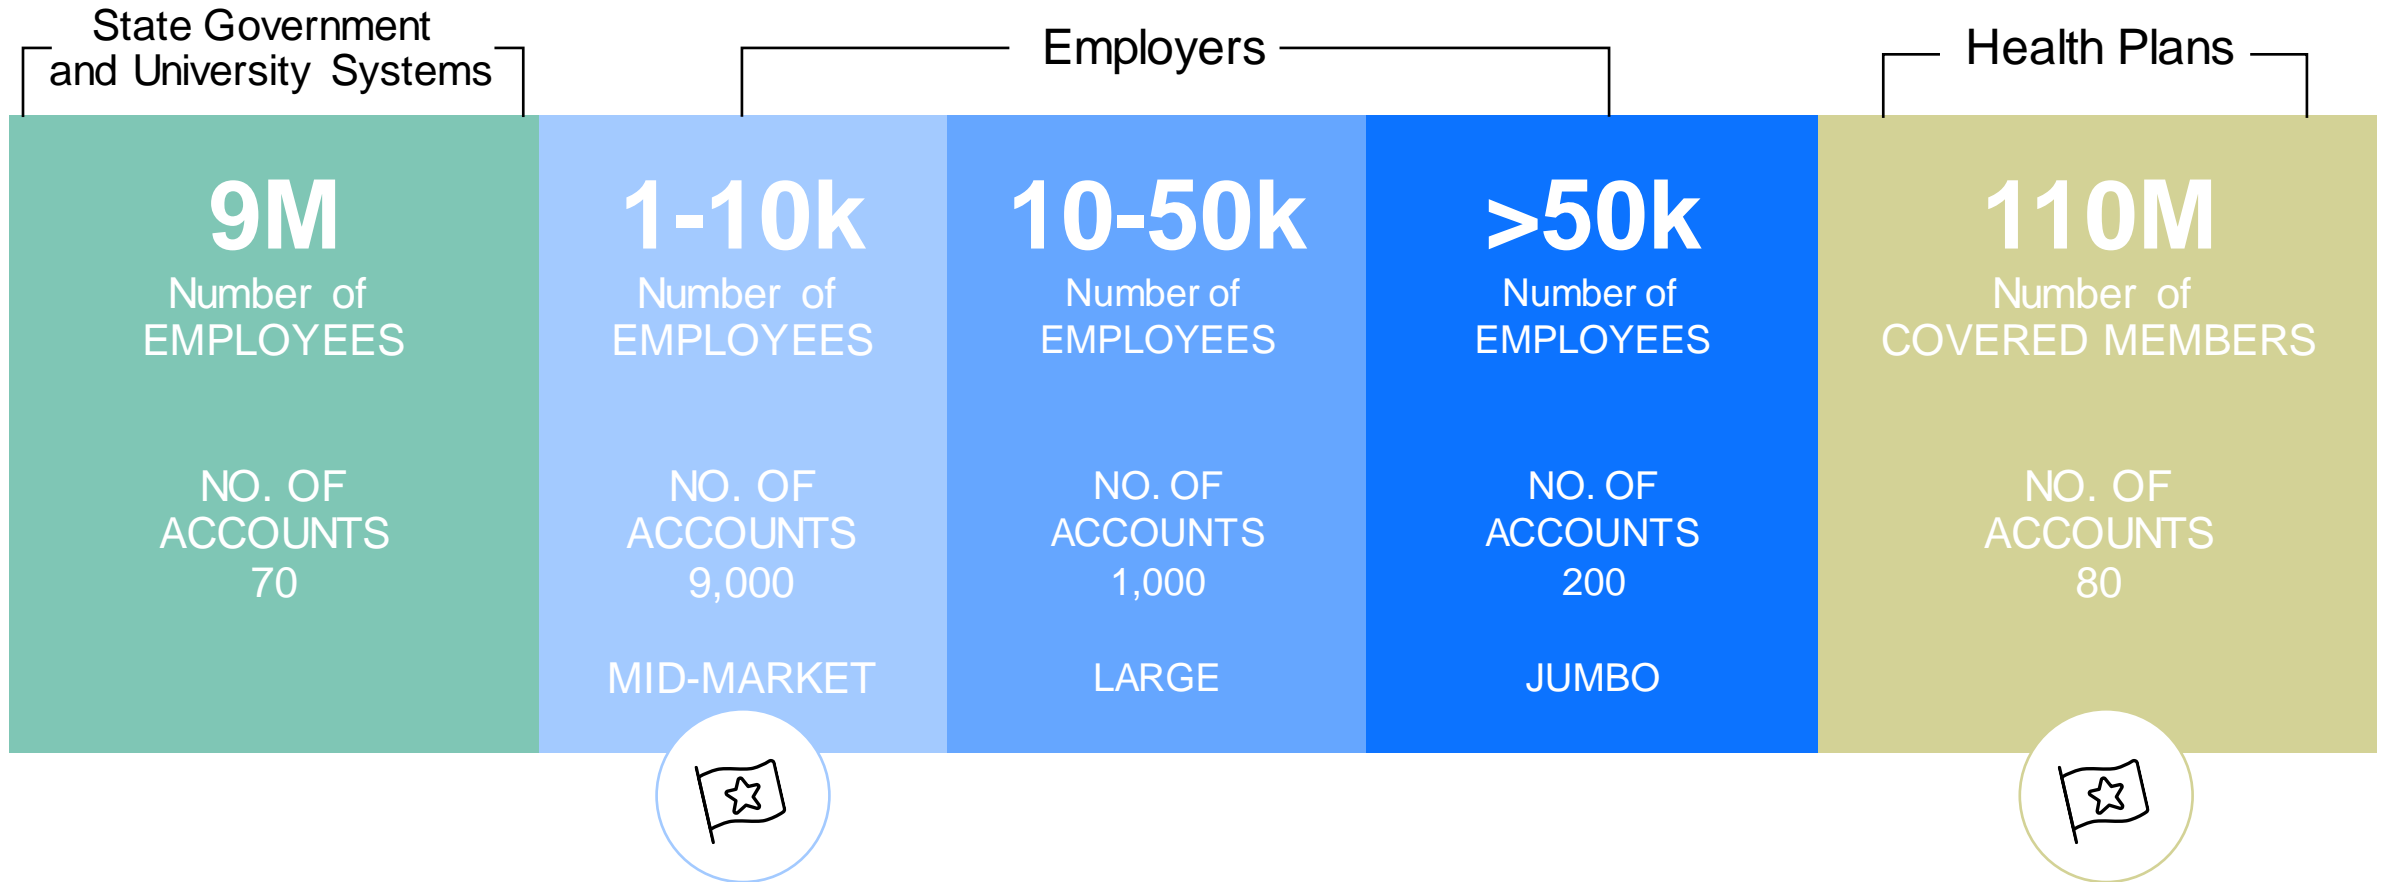 State Government
and University Systems
Employers
Health Plans
9M
Number of
EMPLOYEES
NO. OF
ACCOUNTS
70
1-10k
Number of
EMPLOYEES
NO. OF
ACCOUNTS
9,000
MID-MARKET
10-50k
Number of
EMPLOYEES
NO. OF
ACCOUNTS
1,000
LARGE
>50k
Number of
EMPLOYEES
NO. OF
ACCOUNTS
200
JUMBO
110M
Number of
COVERED MEMBERS
NO. OF
ACCOUNTS
80